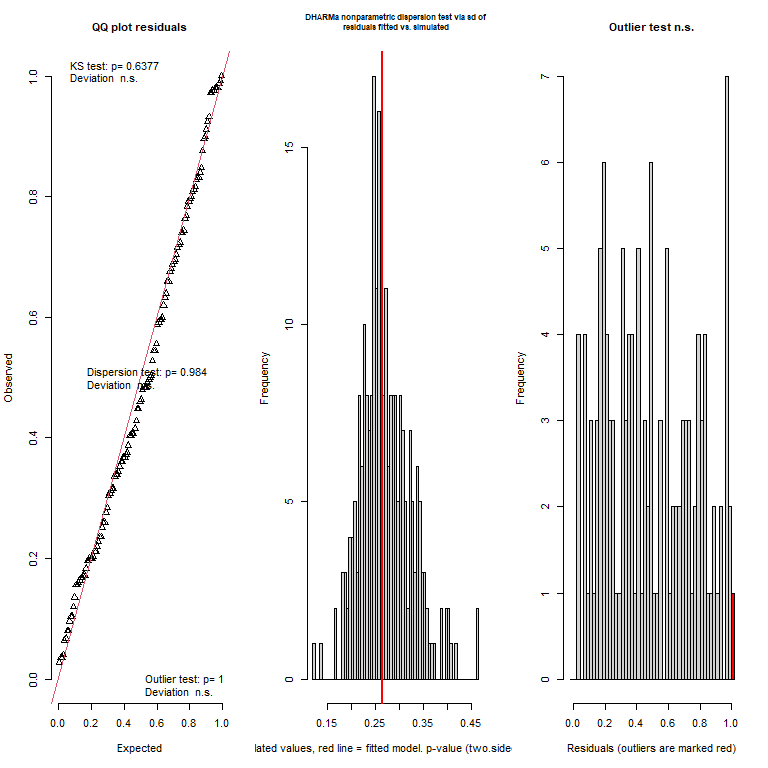 QQ plot residuals
KS test: p= 0.6377
Deviation n.s.
Dispersion test: p= 0.984
Deviation n.s.
Outlier test: p= 1
Deviation n.s.
Observed
0.0 0.2 0.4 0.6 0.8 1.0
0.0 0.2 0.4 0.6 0.8 1.0
Expected
DHARMa nonparametric dispersion test via sd of
residuals fitted vs. simulated
Frequency
0 5 10 15
0.15 0.25 0.35 0.45
lated values, red line = fitted model. p-value (two.side
Outlier test n.s.
Frequency
0 1 2 3 4 5 6 7
0.0 0.2 0.4 0.6 0.8 1.0
Residuals (outliers are marked red)